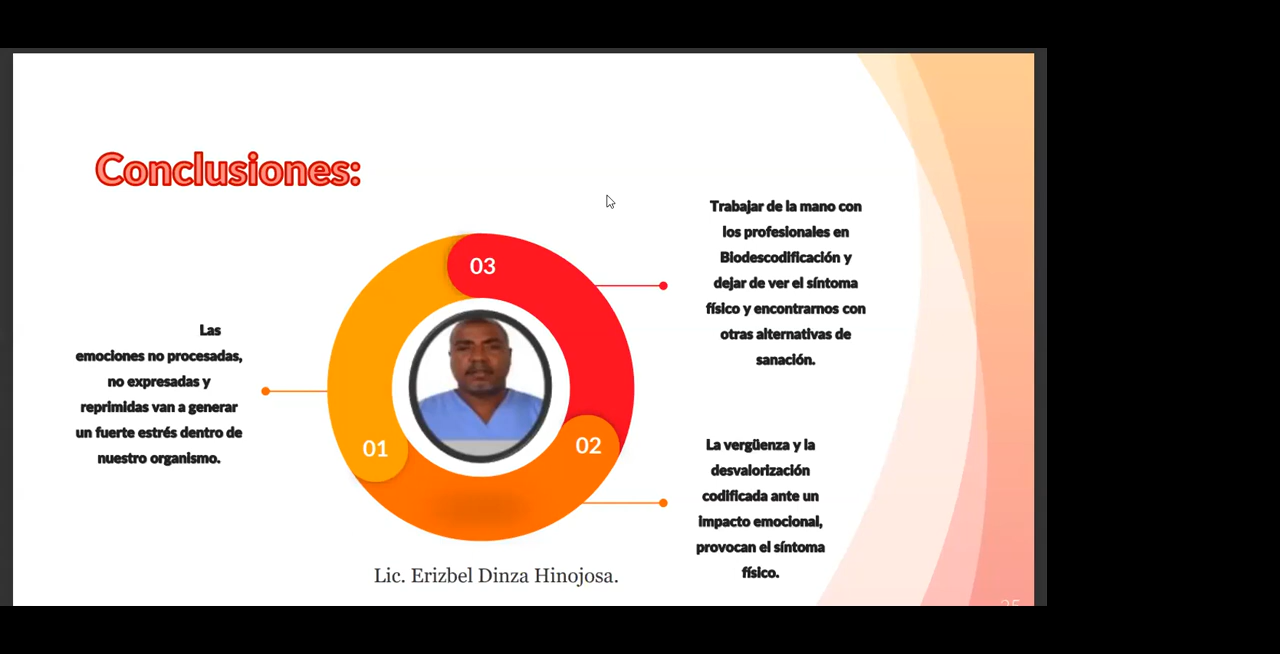 Conclusiones:
03
Trabajar de la mano con
los profesionales en
Biodescodificación y
dejar de ver el síntoma
físico y encontrarnos con
otras alternativas de
sanación.
Las
emociones no procesadas,
no expresadas y
reprimidas van a generar
un fuerte estrés dentro de
nuestro organismo.
01
02
La vergüenza y la
desvalorización
codificada ante un
impacto emocional,
provocan el síntoma
físico.
Lic. Erizbel Dinza Hinojosa.